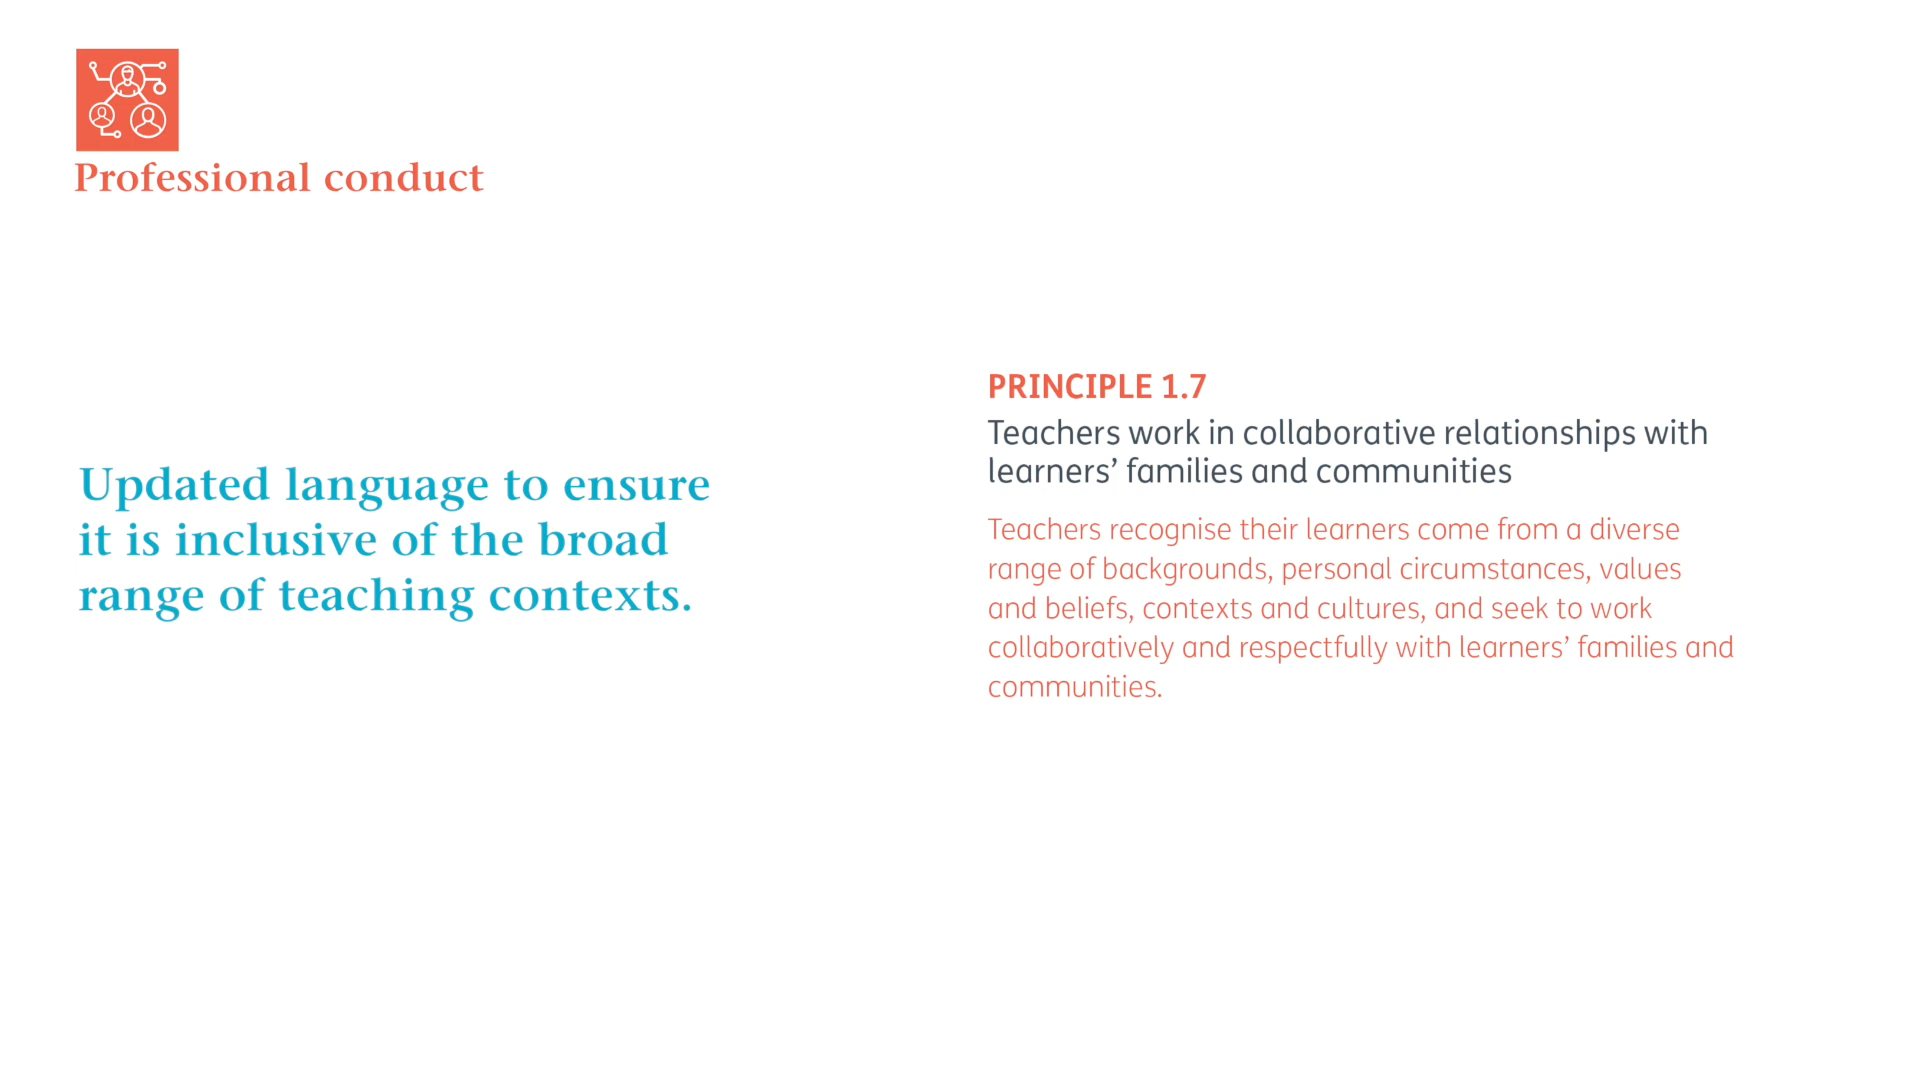 Professional conduct
Updated language to ensure
it is inclusive of the broad
range of teaching contexts.
PRINCIPLE 1.7
Teachers work in collaborative relationships with
learners’ families and communities
Teachers recognise their learners come from a diverse
range of backgrounds, personal circumstances, values
and beliefs, contexts and cultures, and seek to work
collaboratively and respectfully with learners’ families and
communities.